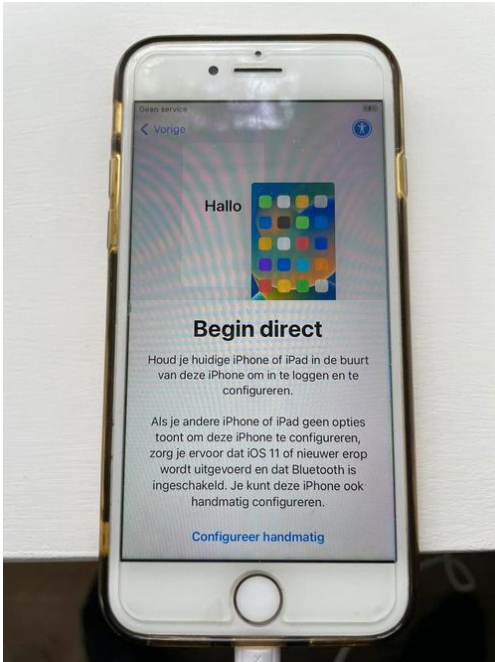 Geen service
Vorige
Hallo
Begin direct
Houd je huidige iPhone of iPad in de buurt
van deze iPhone om in te loggen en te
configureren.
Als je andere iPhone of iPad geen opties
toont om deze iPhone te configureren,
zorg je ervoor dat iOS 11 of nieuwer erop
wordt uitgevoerd en dat Bluetooth is
ingeschakeld. Je kunt deze iPhone ook
handmatig configureren.
Configureer handmatig